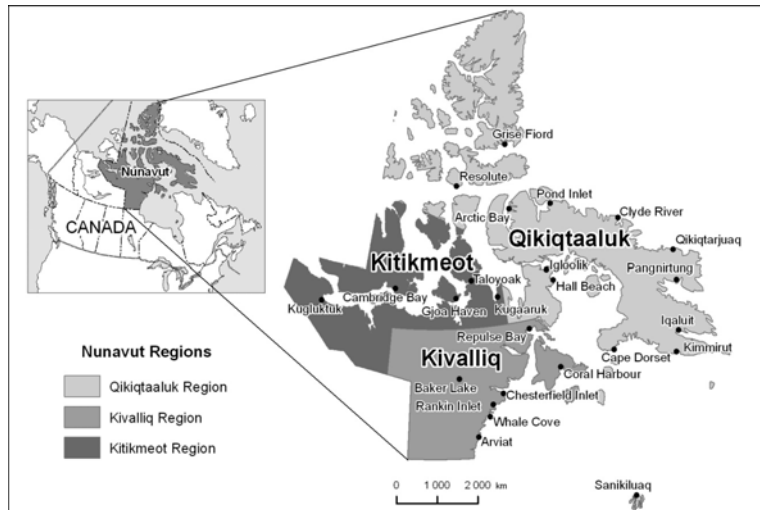 Nunavut
CANADA
Grise Fiord
Resolute
Pond Inlet
Arctic Bay
Clyde River
Qikiqtaaluk
Qikiqtarjuaq
Kitikmeot
Igloolik
Pangnirtung
Taloyoak
Hall Beach
Cambridge Bay
Kugluktuk
Gjoa Haven
Kugaaruk
Iqaluit
Repulse Bay
Kimmirut
Cape Dorset
Kivalliq
Coral Harbour
Baker Lake
Chesterfield Inlet
Rankin Inlet
Whale Cove
Arviat
Sanikiluaq
Nunavut Regions
Qikiqtaaluk Region
Kivalliq Region
Kitikmeot Region
0 1 000 2 000 km